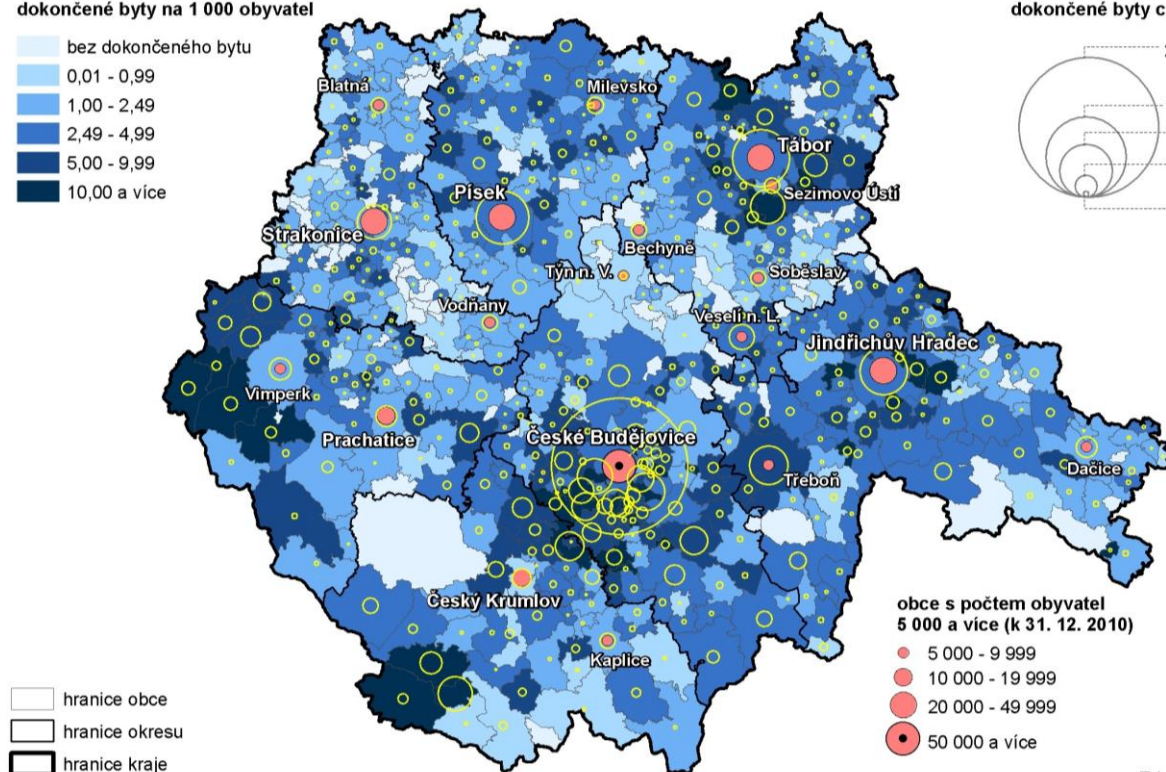 dokončené byty na 1 000 obyvatel
bez dokončeného bytu
0,01 - 0,99
1,00 - 2,49
2,49 - 4,99
5,00 - 9,99
10,00 a více
dokončené byty c
Blatná
Milevsko
Tábor
Písek
Sezimovo Ústí
Strakonice
Bechyně
Týn n. V.
Soběslav
Vodňany
Veselí n. L.
Jindřichův Hradec
Vimperk
Prachatice
České Budějovice
Třeboň
Dačice
Český Krumlov
Kaplice
obce s počtem obyvatel
5 000 a více (k 31. 12. 2010)
5 000 - 9 999
10 000 - 19 999
20 000 - 49 999
50 000 a více
hranice obce
hranice okresu
hranice kraje